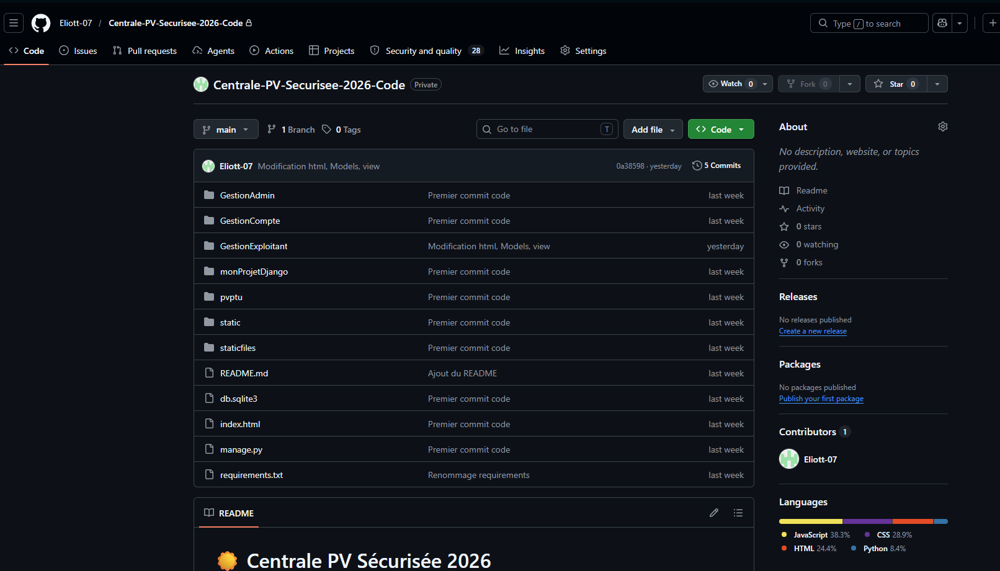 Eliott-07 / Centrale-PV-Securisee-2026-Code
Type / to search
Code Issues Pull requests Agents Actions Projects Security and quality 28 Insights Settings
Centrale-PV-Securisee-2026-Code Private
Watch 0 Fork 0 Star 0
main 1 Branch 0 Tags
Go to file T Add file Code
Eliott-07 Modification html, Models, view 0a38598 · yesterday 5 Commits
GestionAdmin Premier commit code last week
GestionCompte Premier commit code last week
GestionExploitant Modification html, Models, view yesterday
monProjetDjango Premier commit code last week
pvptu Premier commit code last week
static Premier commit code last week
staticfiles Premier commit code last week
README.md Ajout du README last week
db.sqlite3 Premier commit code last week
index.html Premier commit code last week
manage.py Premier commit code last week
requirements.txt Renommage requirements last week
README
Centrale PV Sécurisée 2026
About
No description, website, or topics
provided.
Readme
Activity
0 stars
0 watching
0 forks
Releases
No releases published
Create a new release
Packages
No packages published
Publish your first package
Contributors 1
Eliott-07
Languages
JavaScript 38.3% CSS 28.9%
HTML 24.4% Python 8.4%